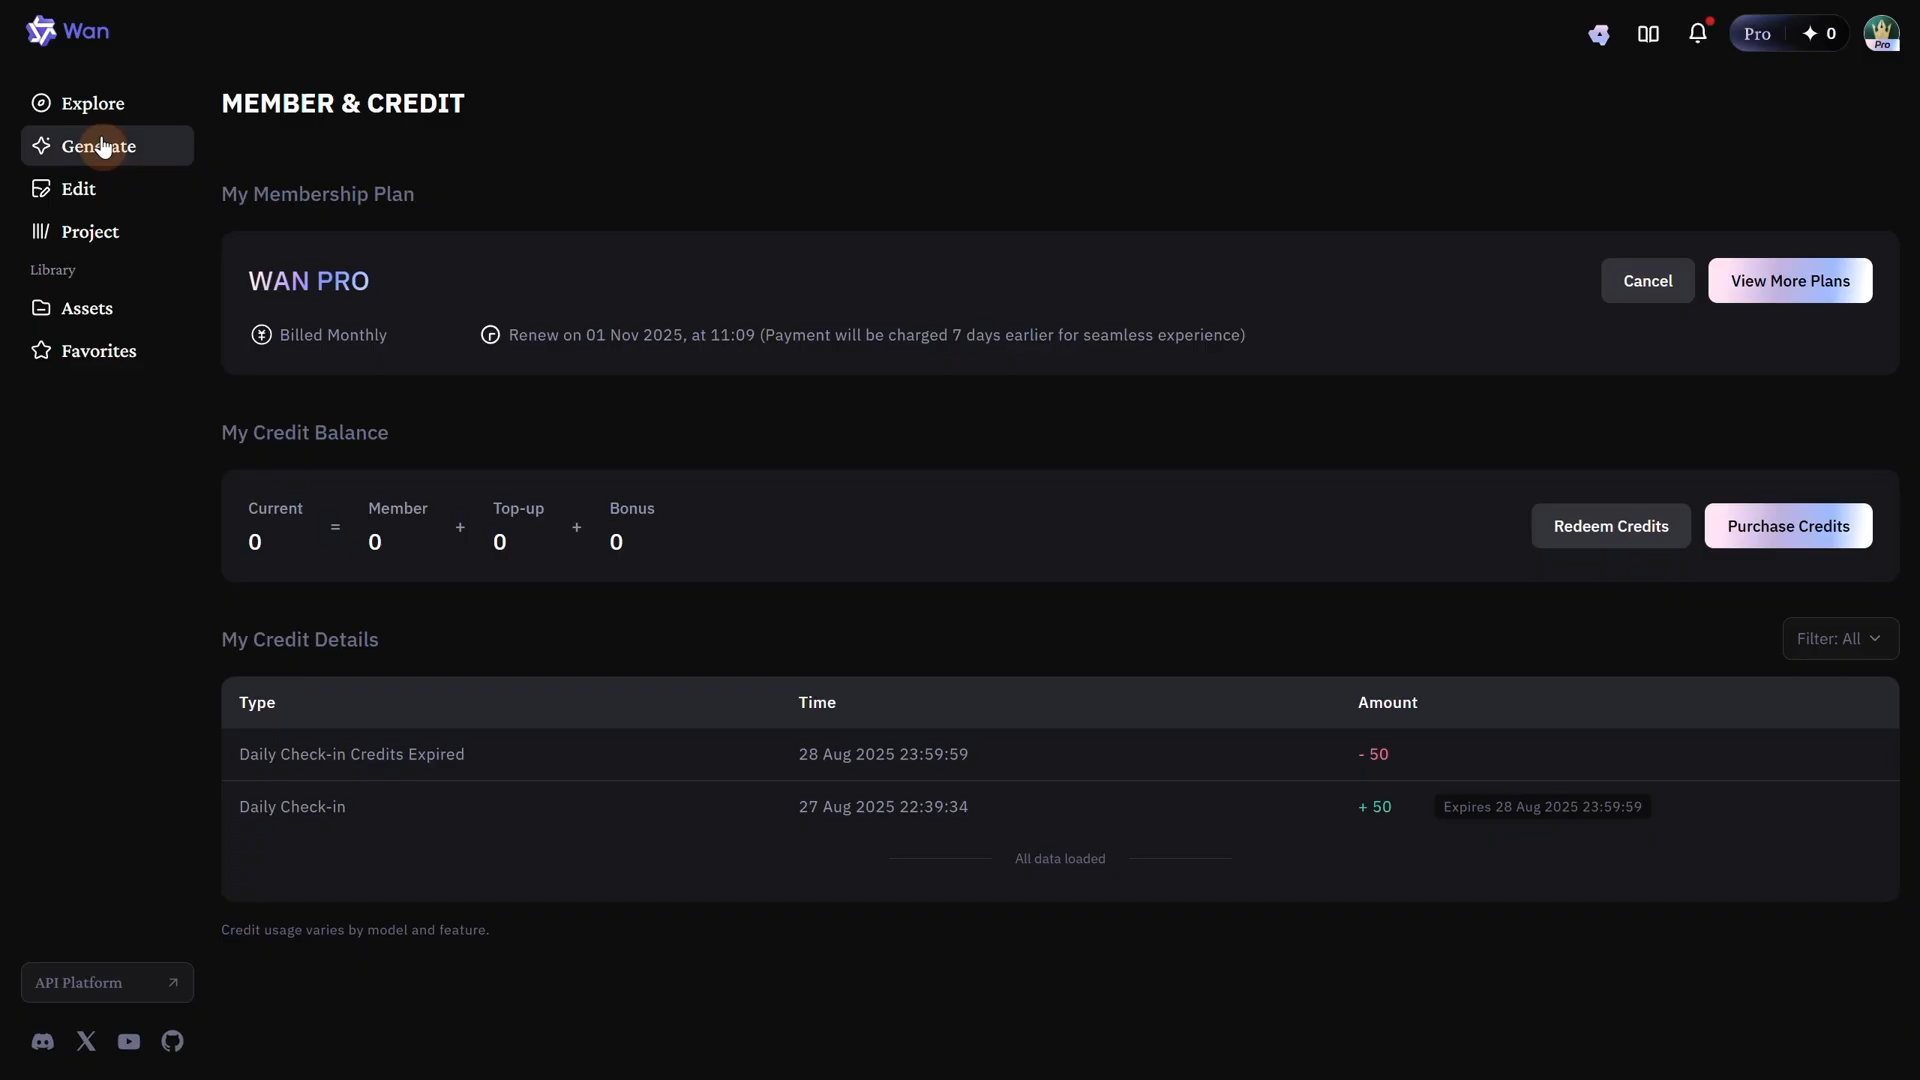 Wan
Pro 0
Pro
Explore
Generate
Edit
Project
Library
Assets
Favorites
MEMBER & CREDIT
My Membership Plan
WAN PRO
Cancel
View More Plans
Billed Monthly
Renew on 01 Nov 2025, at 11:09 (Payment will be charged 7 days earlier for seamless experience)
My Credit Balance
Current = Member + Top-up + Bonus
0 0 0 0
Redeem Credits
Purchase Credits
My Credit Details
Filter: All
Type Time Amount
Daily Check-in Credits Expired 28 Aug 2025 23:59:59 - 50
Daily Check-in 27 Aug 2025 22:39:34 + 50 Expires 28 Aug 2025 23:59:59
All data loaded
Credit usage varies by model and feature.
API Platform